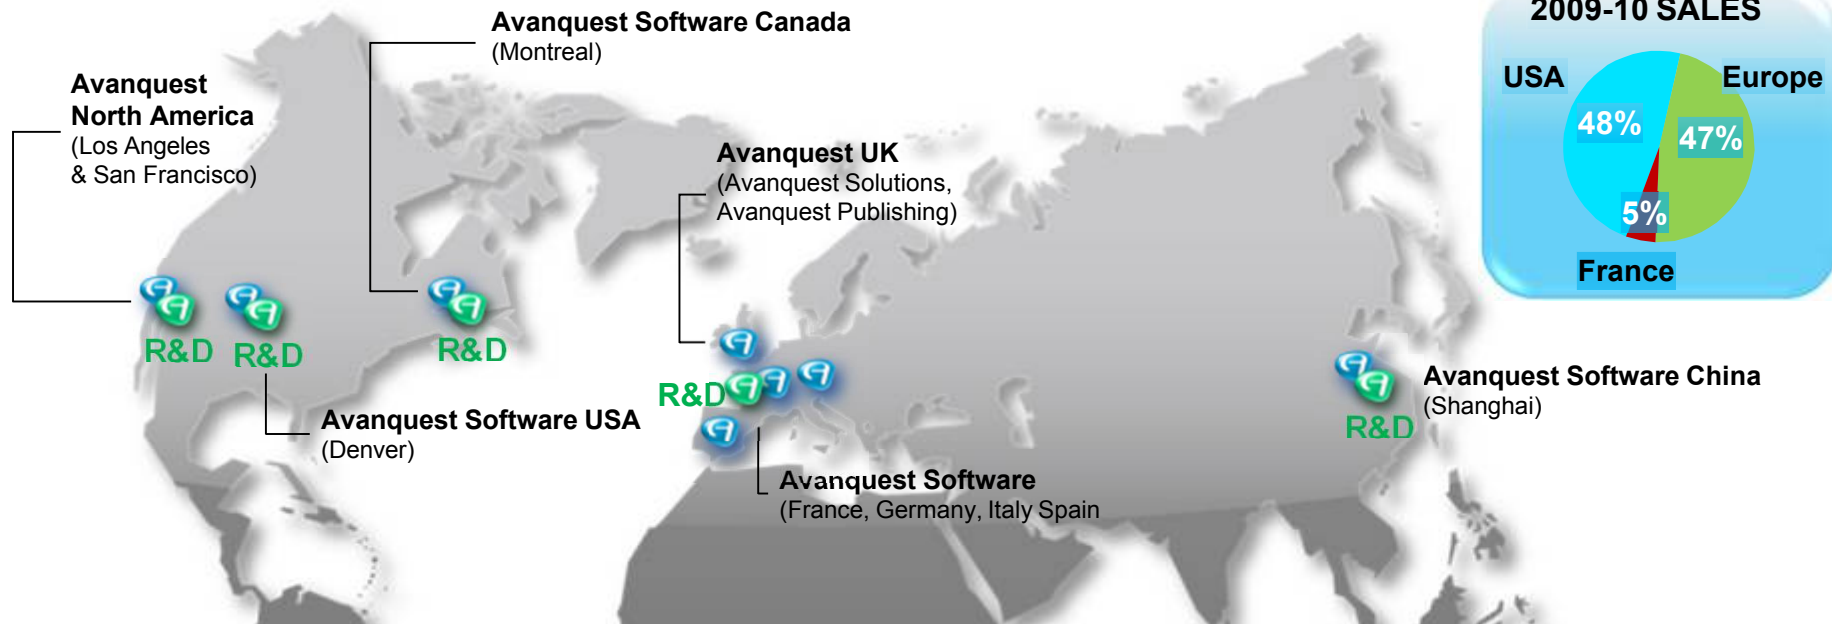 Avanquest Software Canada
(Montreal)
2009-10 SALES
USA
Europe
48%
47%
5%
France
Avanquest
North America
(Los Angeles
& San Francisco)
Avanquest UK
(Avanquest Solutions,
Avanquest Publishing)
R&D
R&D
R&D
R&D
R&D
Avanquest Software China
(Shanghai)
Avanquest Software USA
(Denver)
Avanquest Software
(France, Germany, Italy Spain